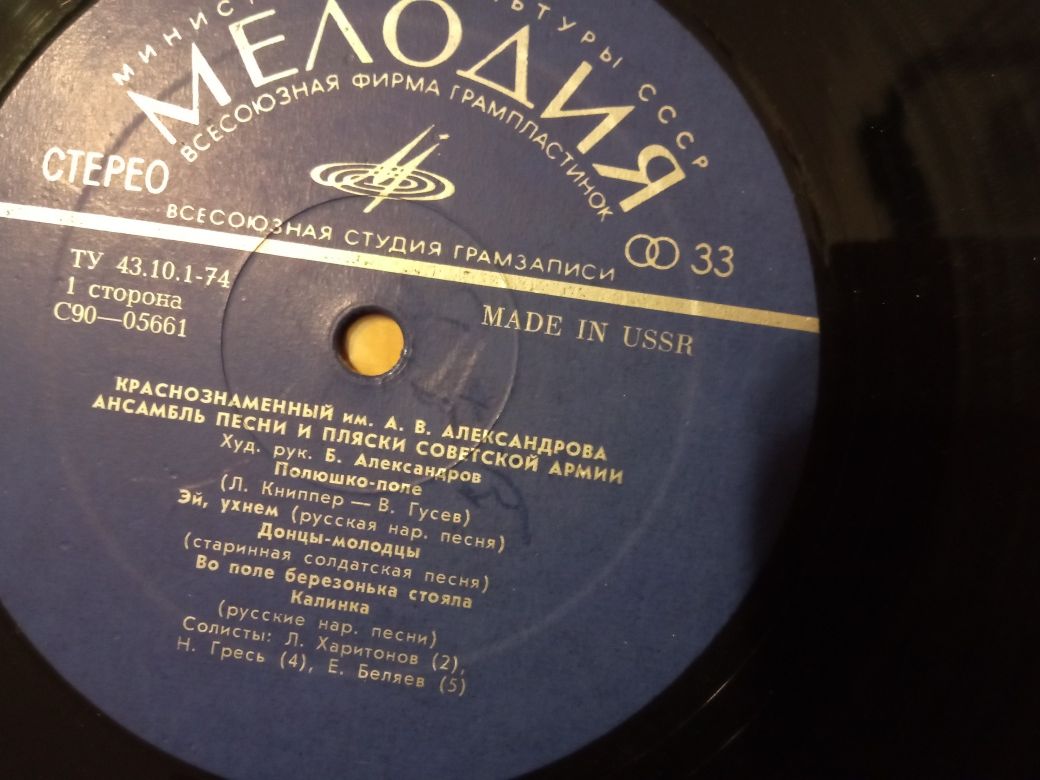 МИНИСТ ЛЬТУРЫ СССР
МЕЛОДИЯ
ВСЕСОЮЗНАЯ ФИРМА ГРАМПЛАСТИНОК
СТЕРЕО
ВСЕСОЮЗНАЯ СТУДИЯ ГРАМЗАПИСИ
33
ТУ 43.10.1-74
1 сторона
С90—05661
MADE IN USSR
КРАСНОЗНАМЕННЫЙ им. А. В. АЛЕКСАНДРОВА
АНСАМБЛЬ ПЕСНИ И ПЛЯСКИ СОВЕТСКОЙ АРМИИ
Худ. рук. Б. Александров
Полюшко-поле
(Л. Книппер — В. Гусев)
Эй, ухнем (русская нар. песня)
Донцы-молодцы
(старинная солдатская песня)
Во поле березонька стояла
Калинка
(русские нар. песни)
Солисты: Л. Харитонов (2),
Н. Гресь (4), Е. Беляев (5)